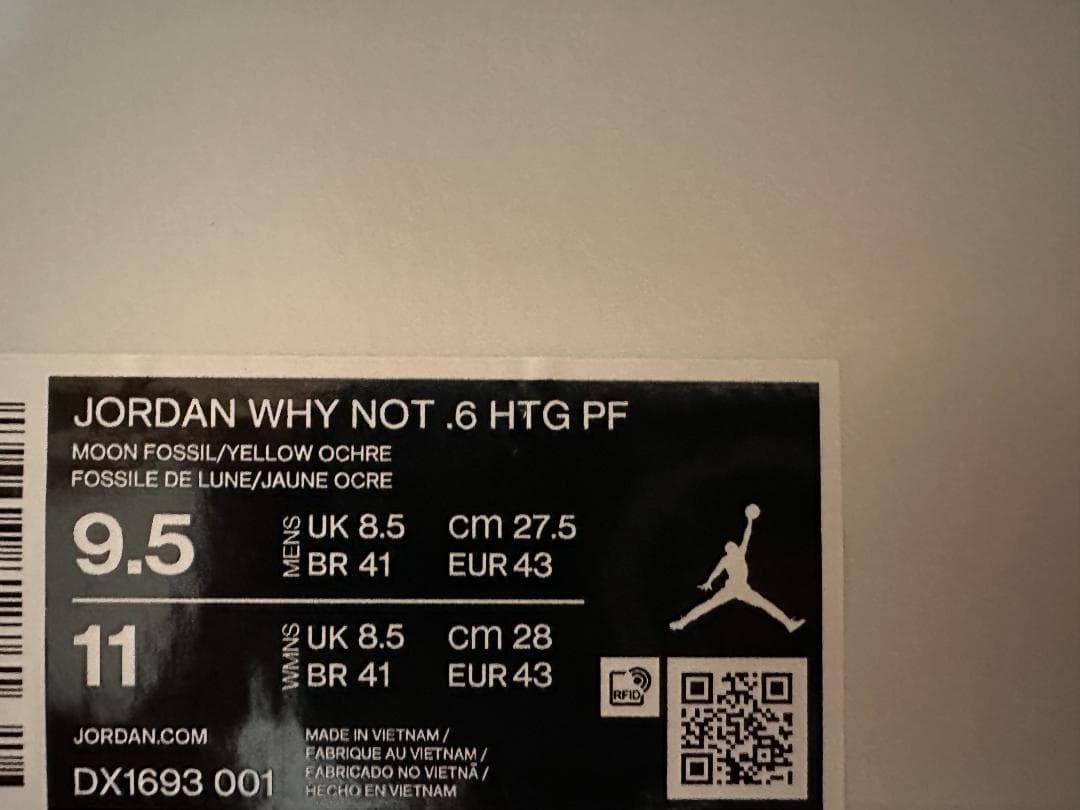 JORDAN WHY NOT .6 HTG PF
MOON FOSSIL/YELLOW OCHRE
FOSSILE DE LUNE/JAUNE OCRE
9.5 MENS UK 8.5 cm 27.5
BR 41 EUR 43
11 WMNS UK 8.5 cm 28
BR 41 EUR 43
RFID
JORDAN.COM
DX1693 001
MADE IN VIETNAM /
FABRIQUE AU VIETNAM /
FABRICADO NO VIETNÃ /
HECHO EN VIETNAM